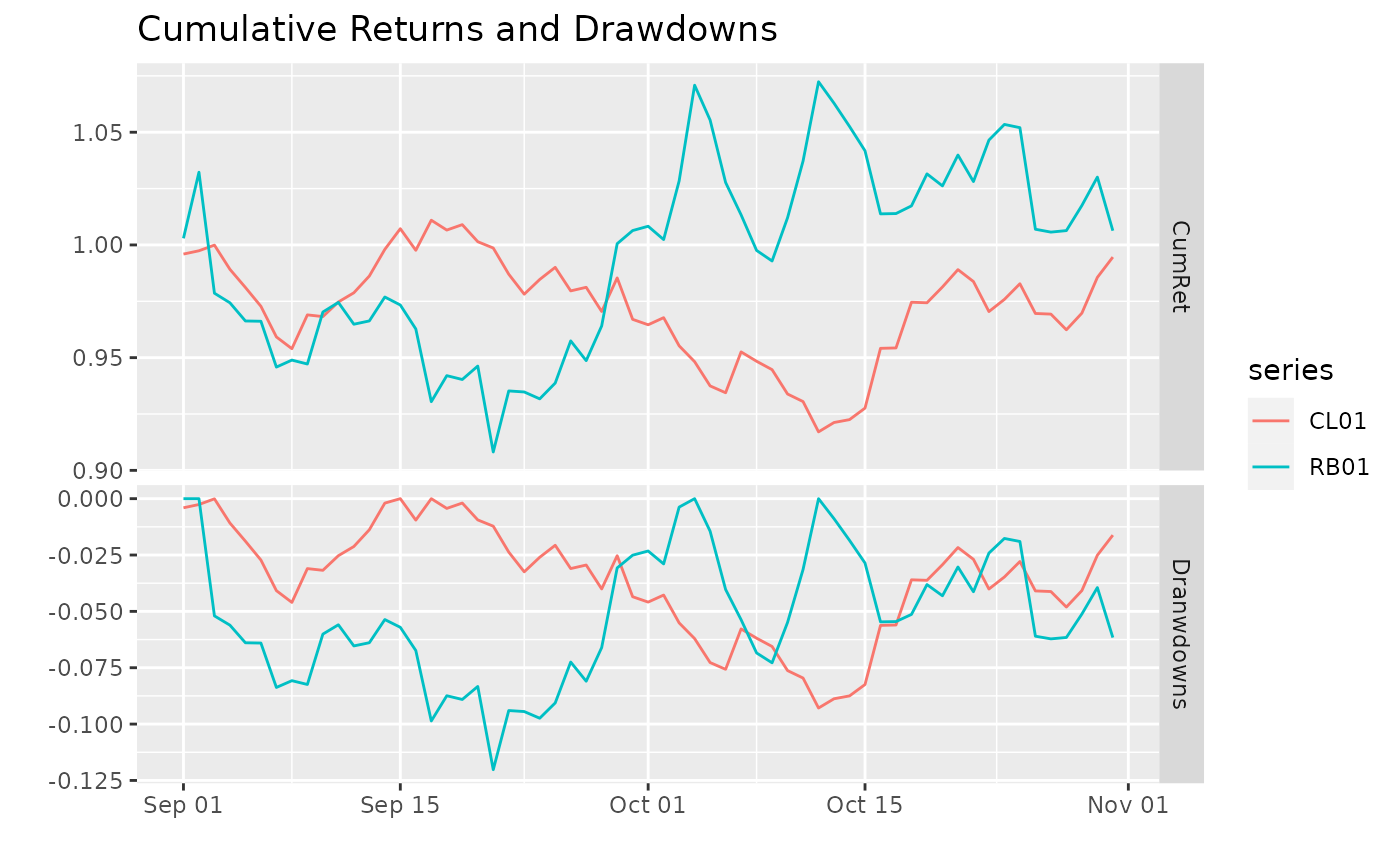 Cumulative Returns and Drawdowns
1.05
1.00
0.95
0.90
CumRet
0.000
-0.025
-0.050
-0.075
-0.100
-0.125
Dranwdowns
Sep 01 Sep 15 Oct 01 Oct 15 Nov 01
series
CL01
RB01